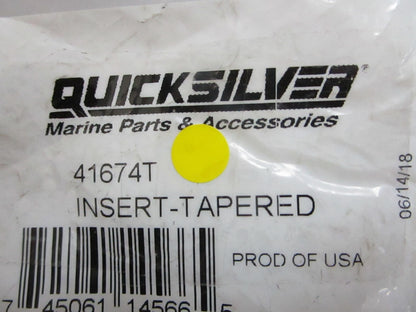 QUICKSILVER®
Marine Parts & Accessories
41674T
INSERT-TAPERED
06/14/18
PROD OF USA
7 45061 14566 5